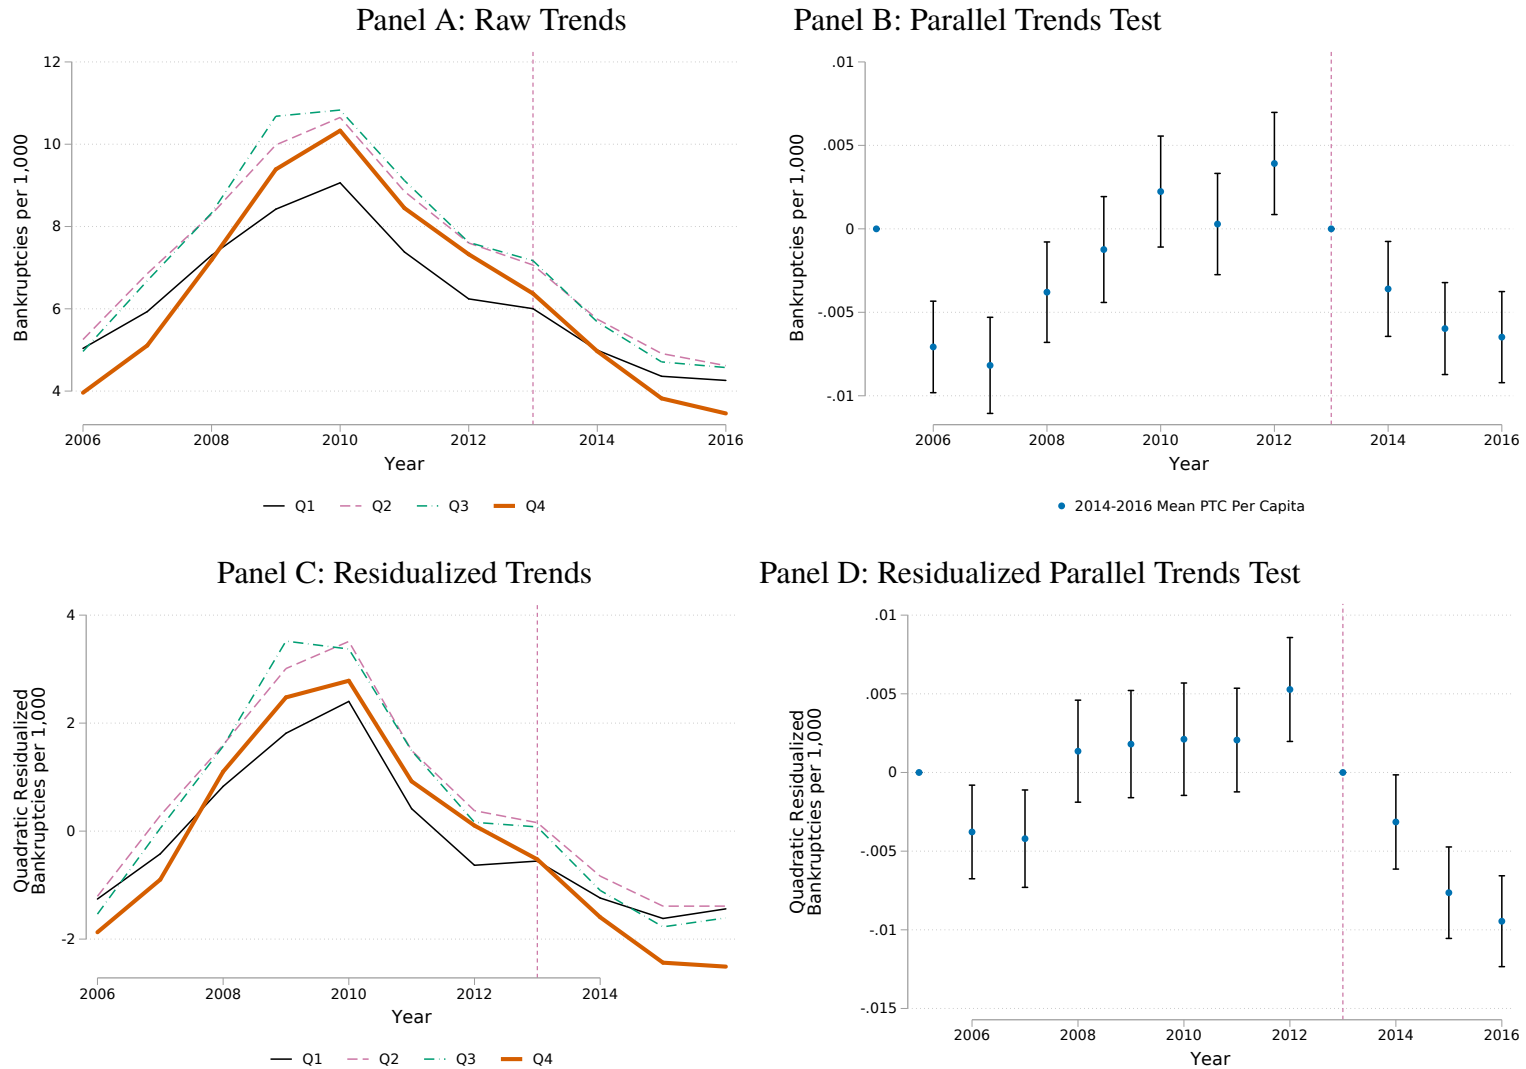 Panel A: Raw Trends
Bankruptcies per 1,000
12
10
8
6
4
2006 2008 2010 2012 2014 2016
Year
Q1 Q2 Q3 Q4
Panel B: Parallel Trends Test
Bankruptcies per 1,000
.01
.005
0
-.005
-.01
2006 2008 2010 2012 2014 2016
Year
2014-2016 Mean PTC Per Capita
Panel C: Residualized Trends
Quadratic Residualized
Bankruptcies per 1,000
4
2
0
-2
2006 2008 2010 2012 2014
Year
Q1 Q2 Q3 Q4
Panel D: Residualized Parallel Trends Test
Quadratic Residualized
Bankruptcies per 1,000
.01
.005
0
-.005
-.01
-.015
2006 2008 2010 2012 2014 2016
Year